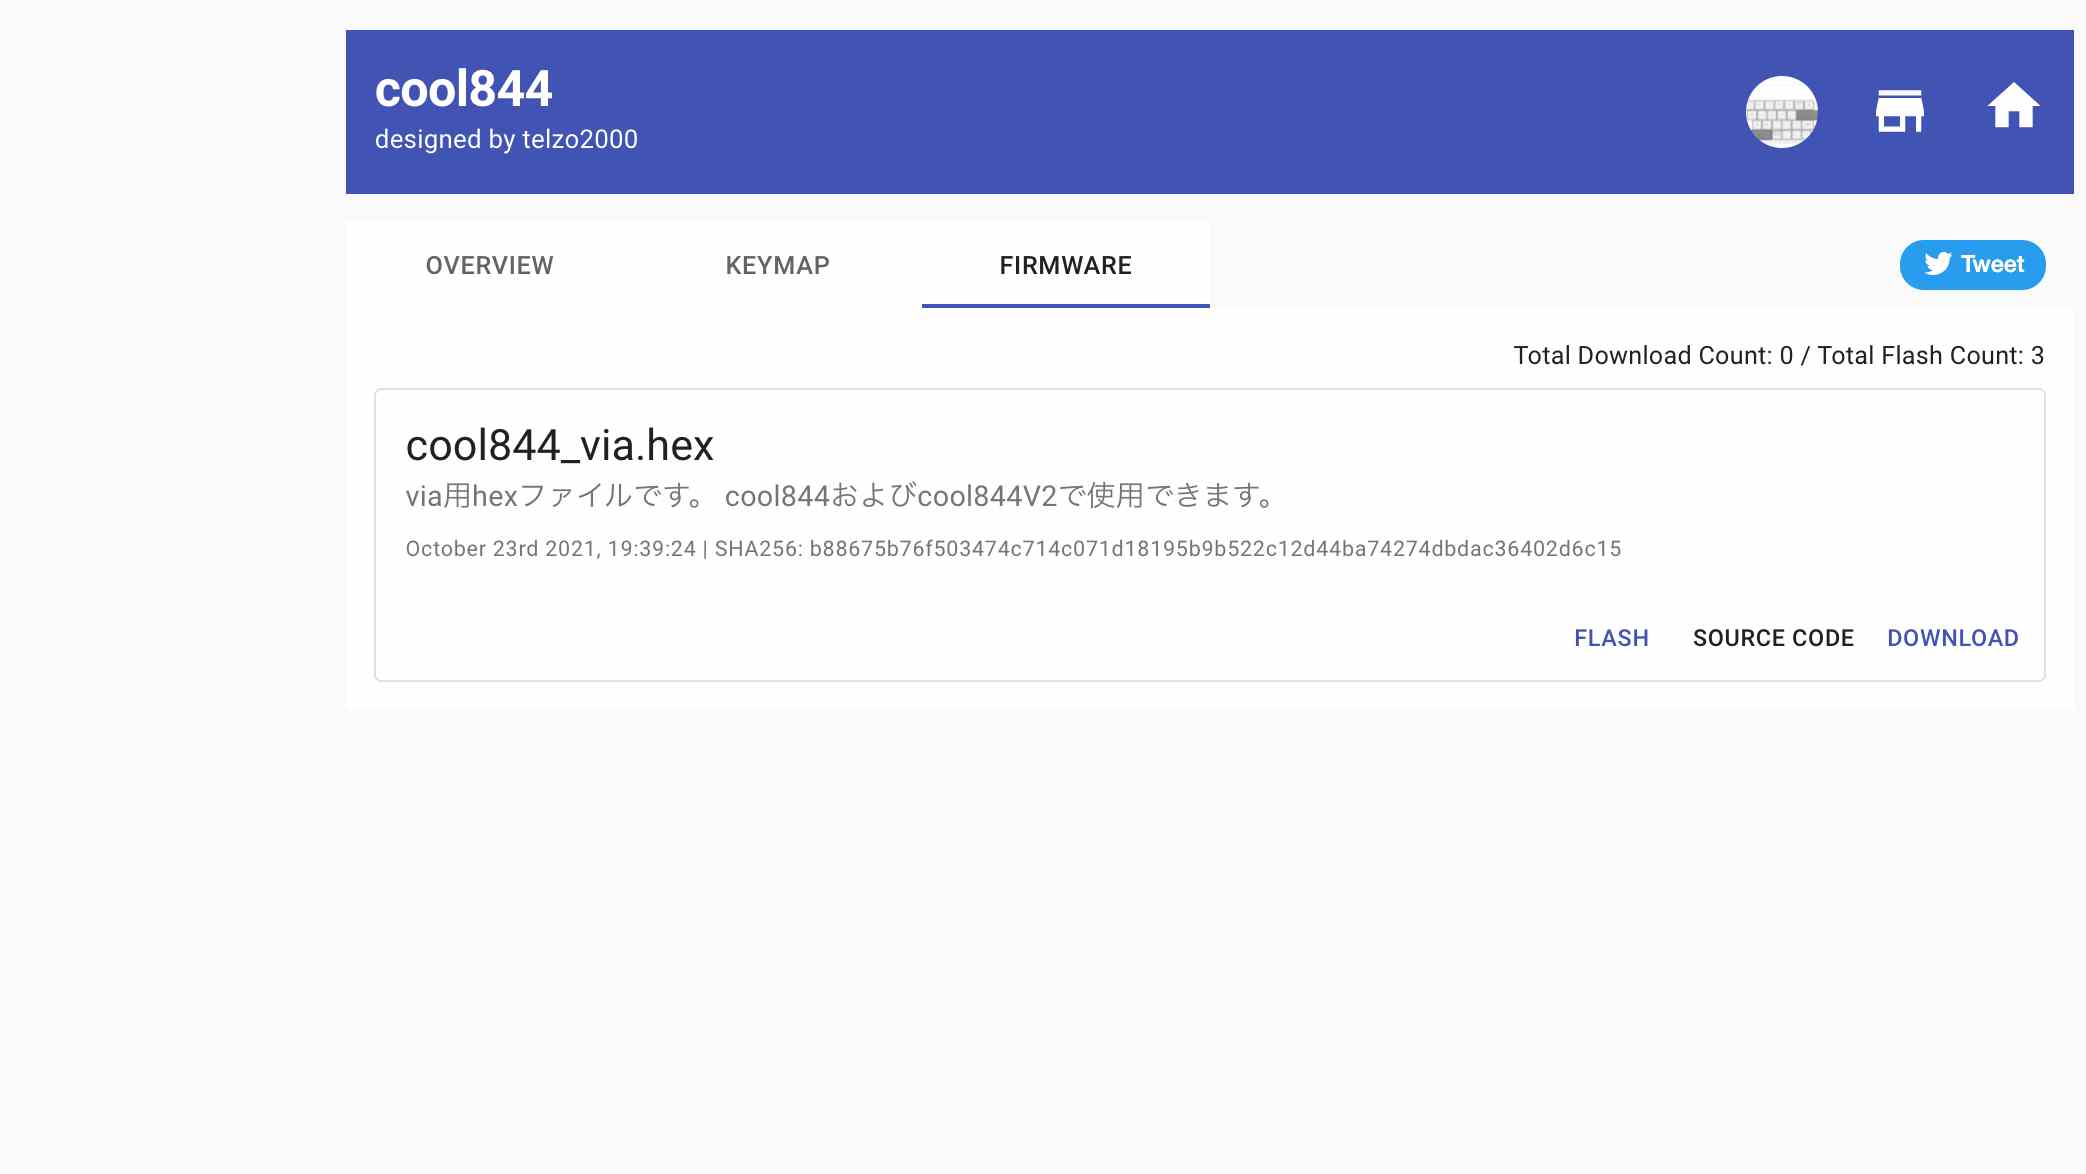 cool844
designed by telzo2000
OVERVIEW
KEYMAP
FIRMWARE
Tweet
Total Download Count: 0 / Total Flash Count: 3
cool844_via.hex
via用hexファイルです。 cool844およびcool844V2で使用できます。
October 23rd 2021, 19:39:24 | SHA256: b88675b76f503474c714c071d18195b9b522c12d44ba74274dbdac36402d6c15
FLASH
SOURCE CODE
DOWNLOAD